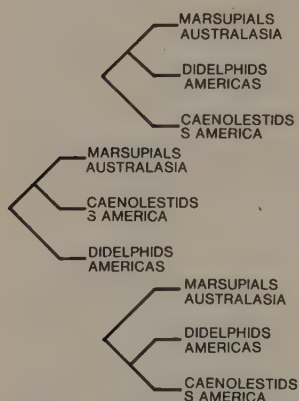 MARSUPIALS
AUSTRALASIA
DIDELPHIDS
AMERICAS
CAENOLESTIDS
S AMERICA
MARSUPIALS
AUSTRALASIA
CAENOLESTIDS
S AMERICA
DIDELPHIDS
AMERICAS
MARSUPIALS
AUSTRALASIA
DIDELPHIDS
AMERICAS
CAENOLESTIDS
S AMERICA